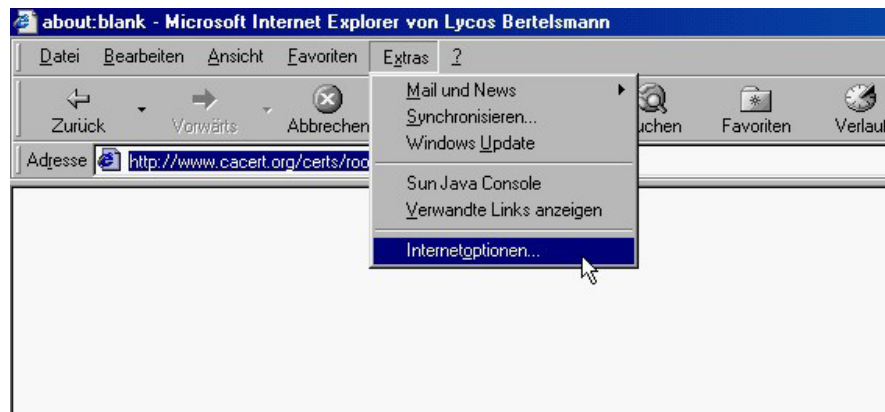 about:blank - Microsoft Internet Explorer von Lycos Bertelsmann
Datei Bearbeiten Ansicht Favoriten Extras ?
Zurück Vorwärts Abbrechen uchen Favoriten Verlauf
Adresse http://www.cacert.org/certs/roo
Mail und News
Synchronisieren...
Windows Update
Sun Java Console
Verwandte Links anzeigen
Internetoptionen...